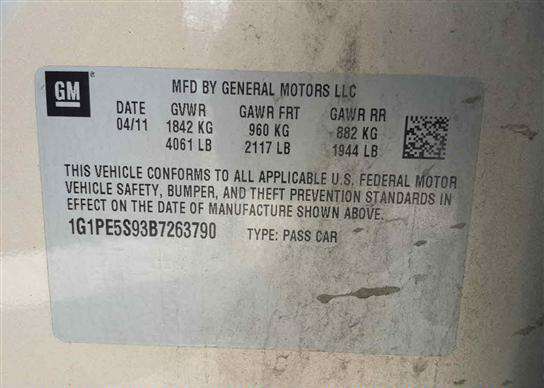 GM
MFD BY GENERAL MOTORS LLC
DATE GVWR GAWR FRT GAWR RR
04/11 1842 KG 960 KG 882 KG
4061 LB 2117 LB 1944 LB
THIS VEHICLE CONFORMS TO ALL APPLICABLE U.S. FEDERAL MOTOR
VEHICLE SAFETY, BUMPER, AND THEFT PREVENTION STANDARDS IN
EFFECT ON THE DATE OF MANUFACTURE SHOWN ABOVE.
1G1PE5S93B7263790 TYPE: PASS CAR